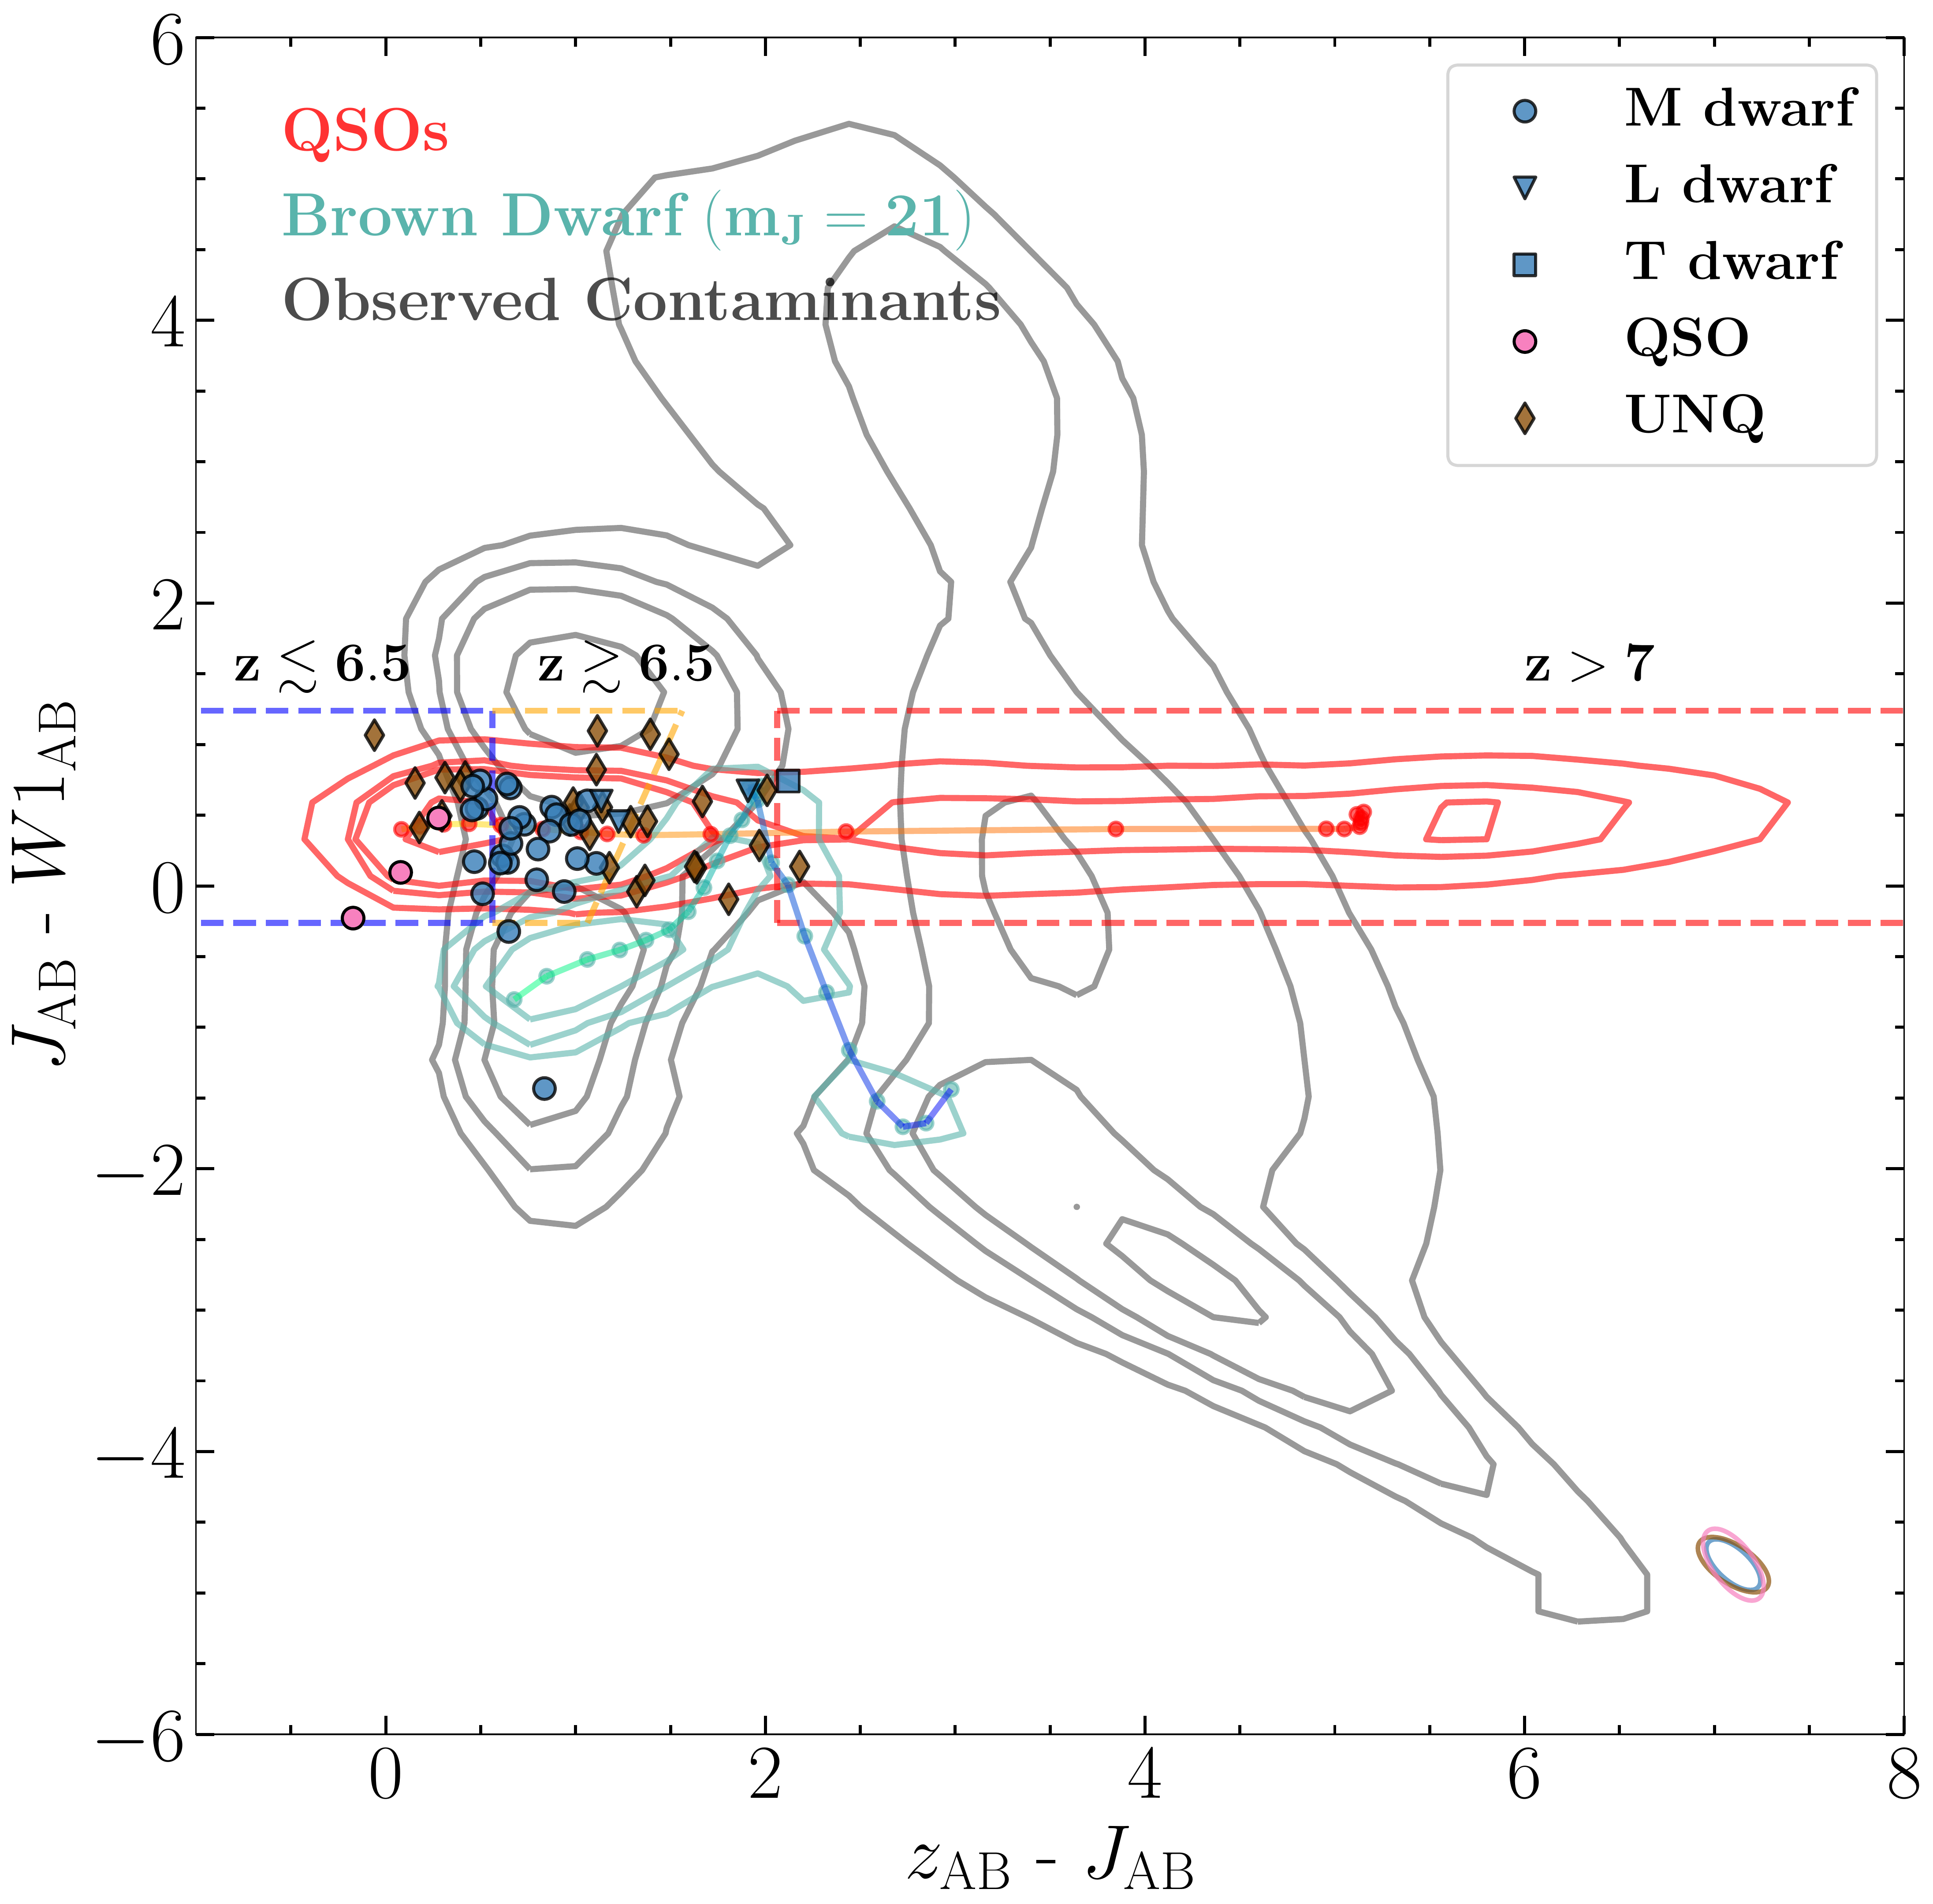 QSOs
Brown Dwarf (m_J = 21)
Observed Contaminants
M dwarf
L dwarf
T dwarf
QSO
UNQ
z ≲ 6.5
z ≳ 6.5
z > 7
6
4
2
0
−2
−4
−6
J_AB - W1_AB
0
2
4
6
8
z_AB - J_AB